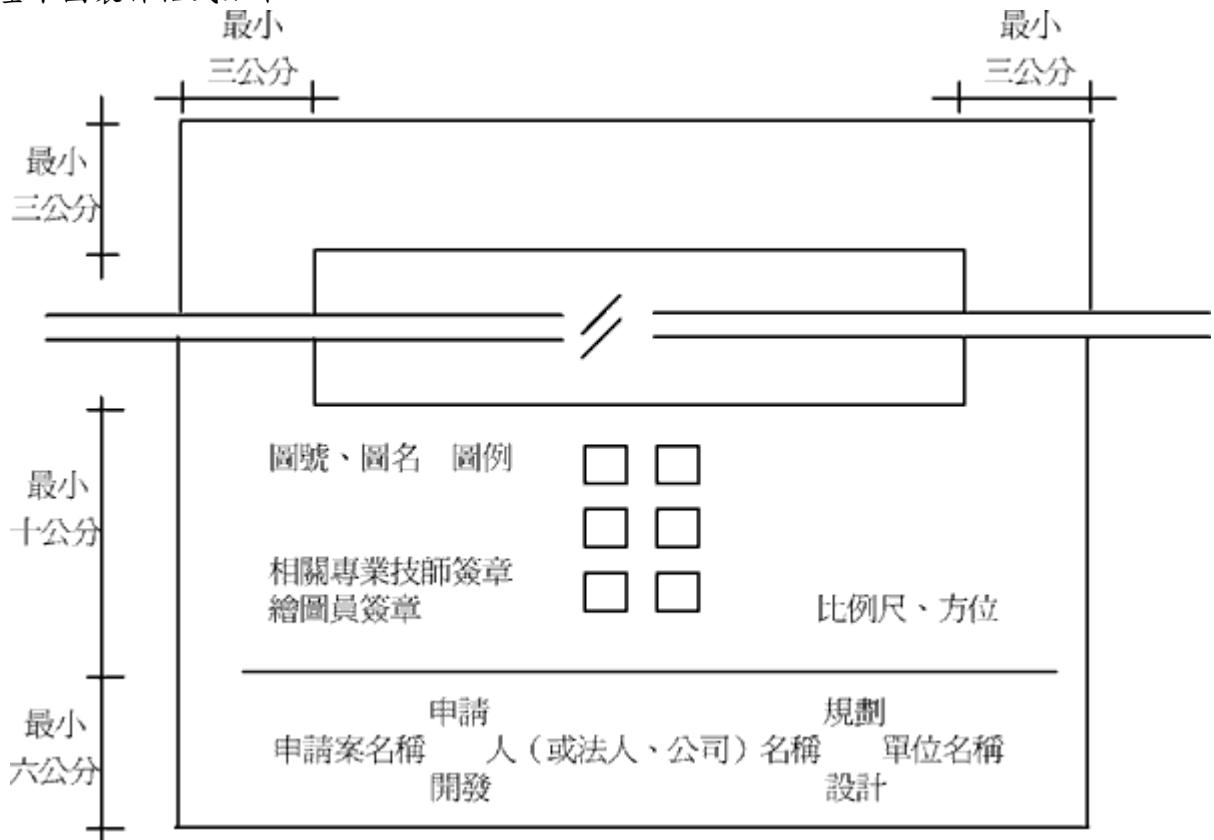 最小 最小
三公分 三公分
最小
三公分
圖號、圖名 圖例
最小
十公分
相關專業技師簽章
繪圖員簽章 比例尺、方位
最小
六公分
申請 規劃
申請案名稱 人（或法人、公司）名稱 單位名稱
開發 設計